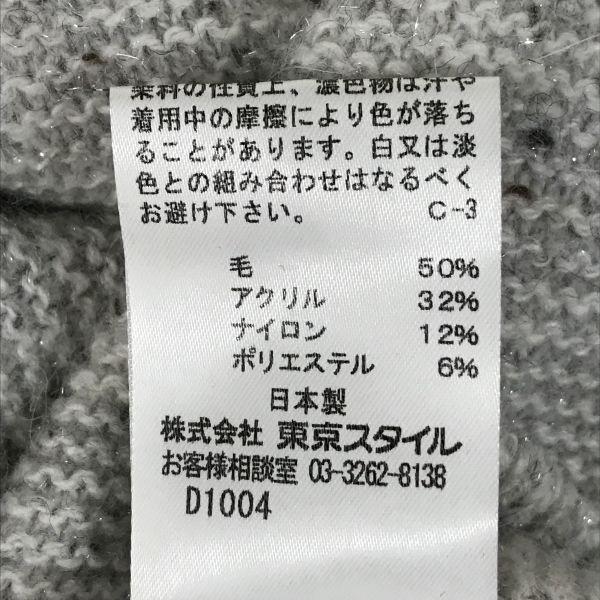 染料の性質上、濃色物は汗や
着用中の摩擦により色が落ち
ることがあります。白又は淡
色との組み合わせはなるべく
お避け下さい。 C-3
毛 50%
アクリル 32%
ナイロン 12%
ポリエステル 6%
日本製
株式会社 東京スタイル
お客様相談室 03-3262-8138
D1004